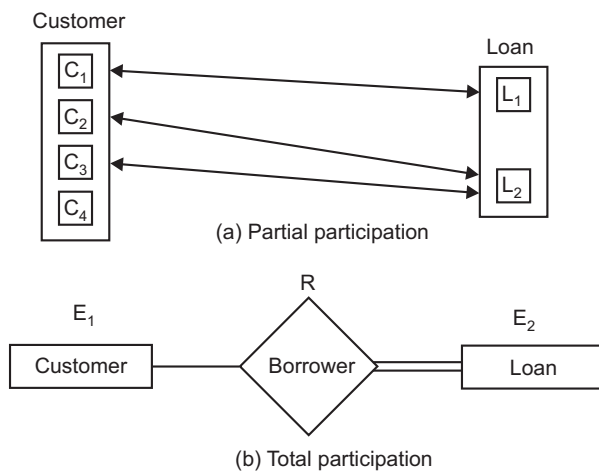 Customer
Loan
C₁
L₁
C₂
C₃
L₂
C₄
(a) Partial participation
R
E₁
E₂
Customer
Borrower
Loan
(b) Total participation